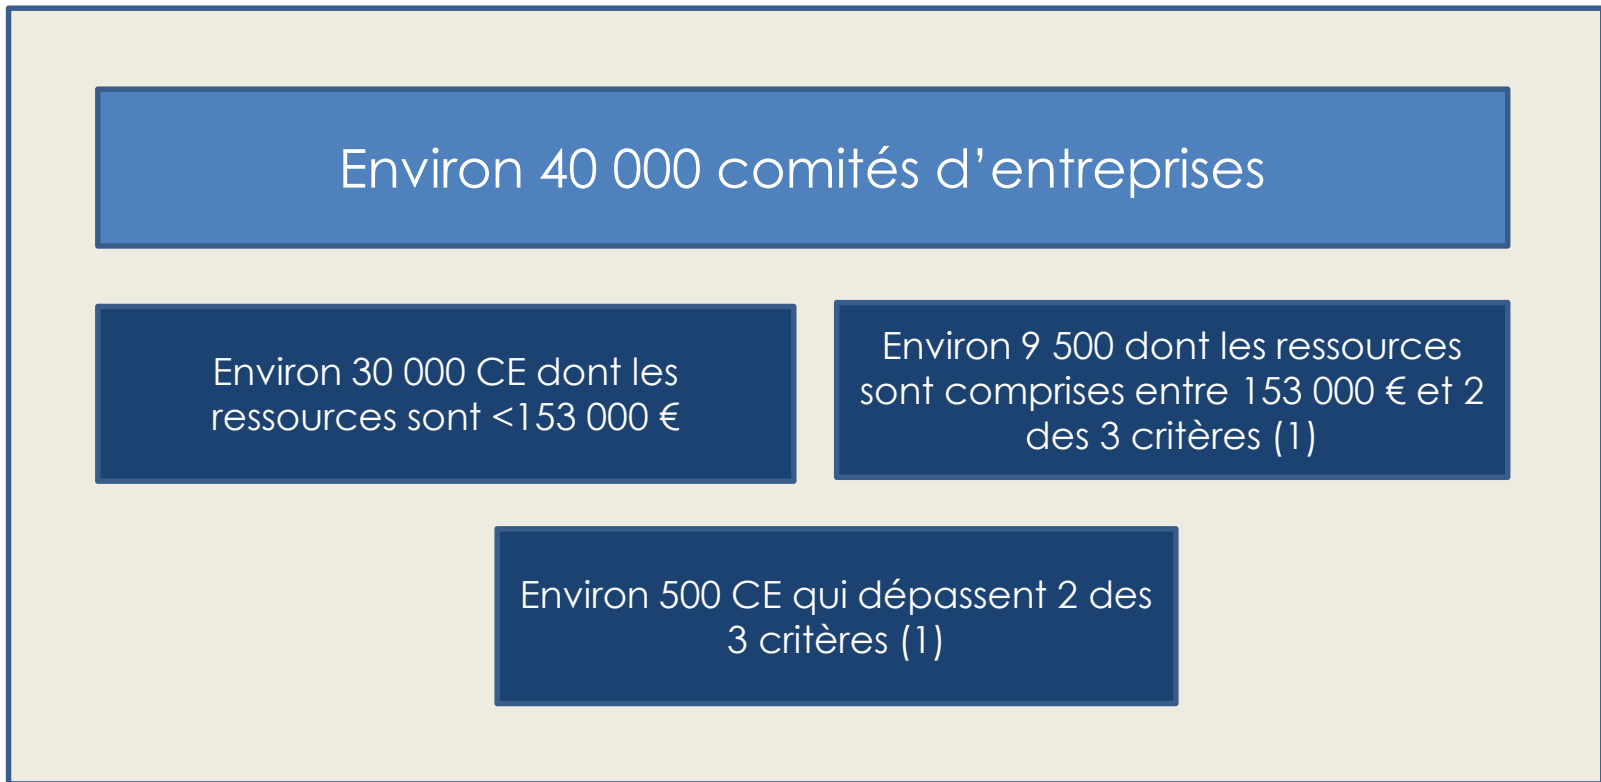 Environ 40 000 comités d’entreprises
Environ 30 000 CE dont les
ressources sont <153 000 €
Environ 9 500 dont les ressources
sont comprises entre 153 000 € et 2
des 3 critères (1)
Environ 500 CE qui dépassent 2 des
3 critères (1)